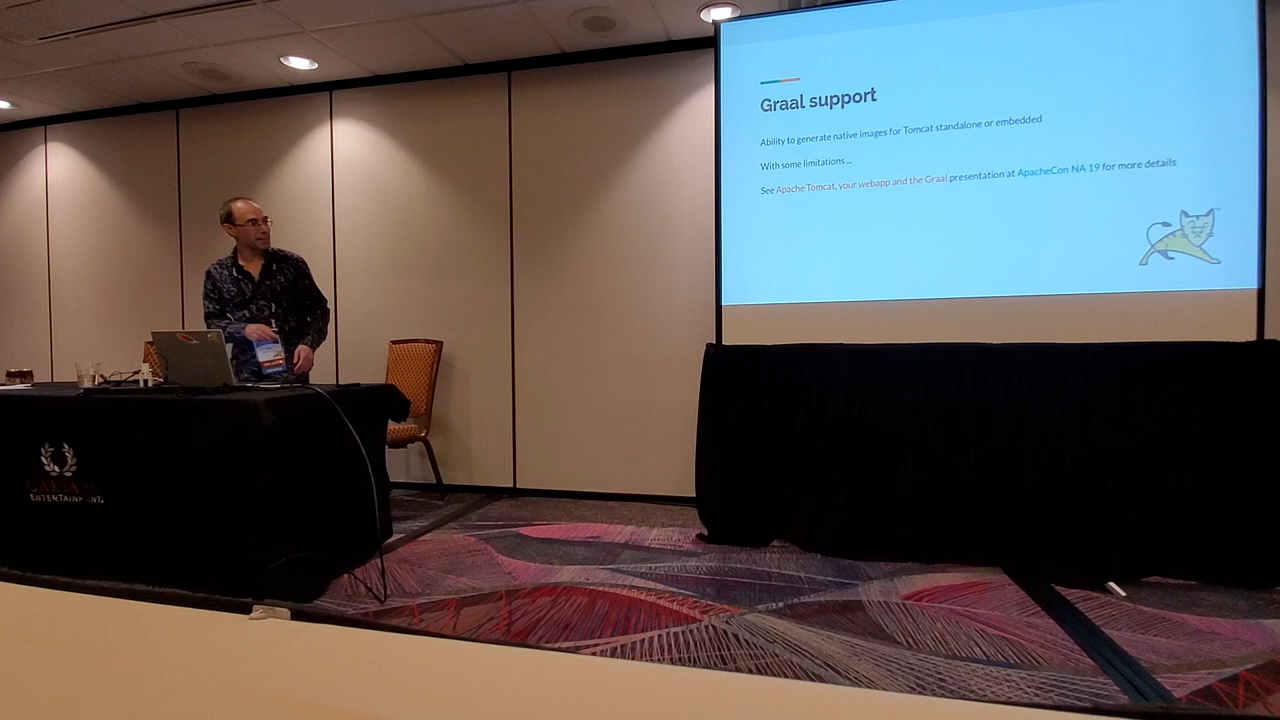 Graal support
Ability to generate native images for Tomcat standalone or embedded
With some limitations ...
See Apache Tomcat, your webapp and the Graal presentation at ApacheCon NA 19 for more details